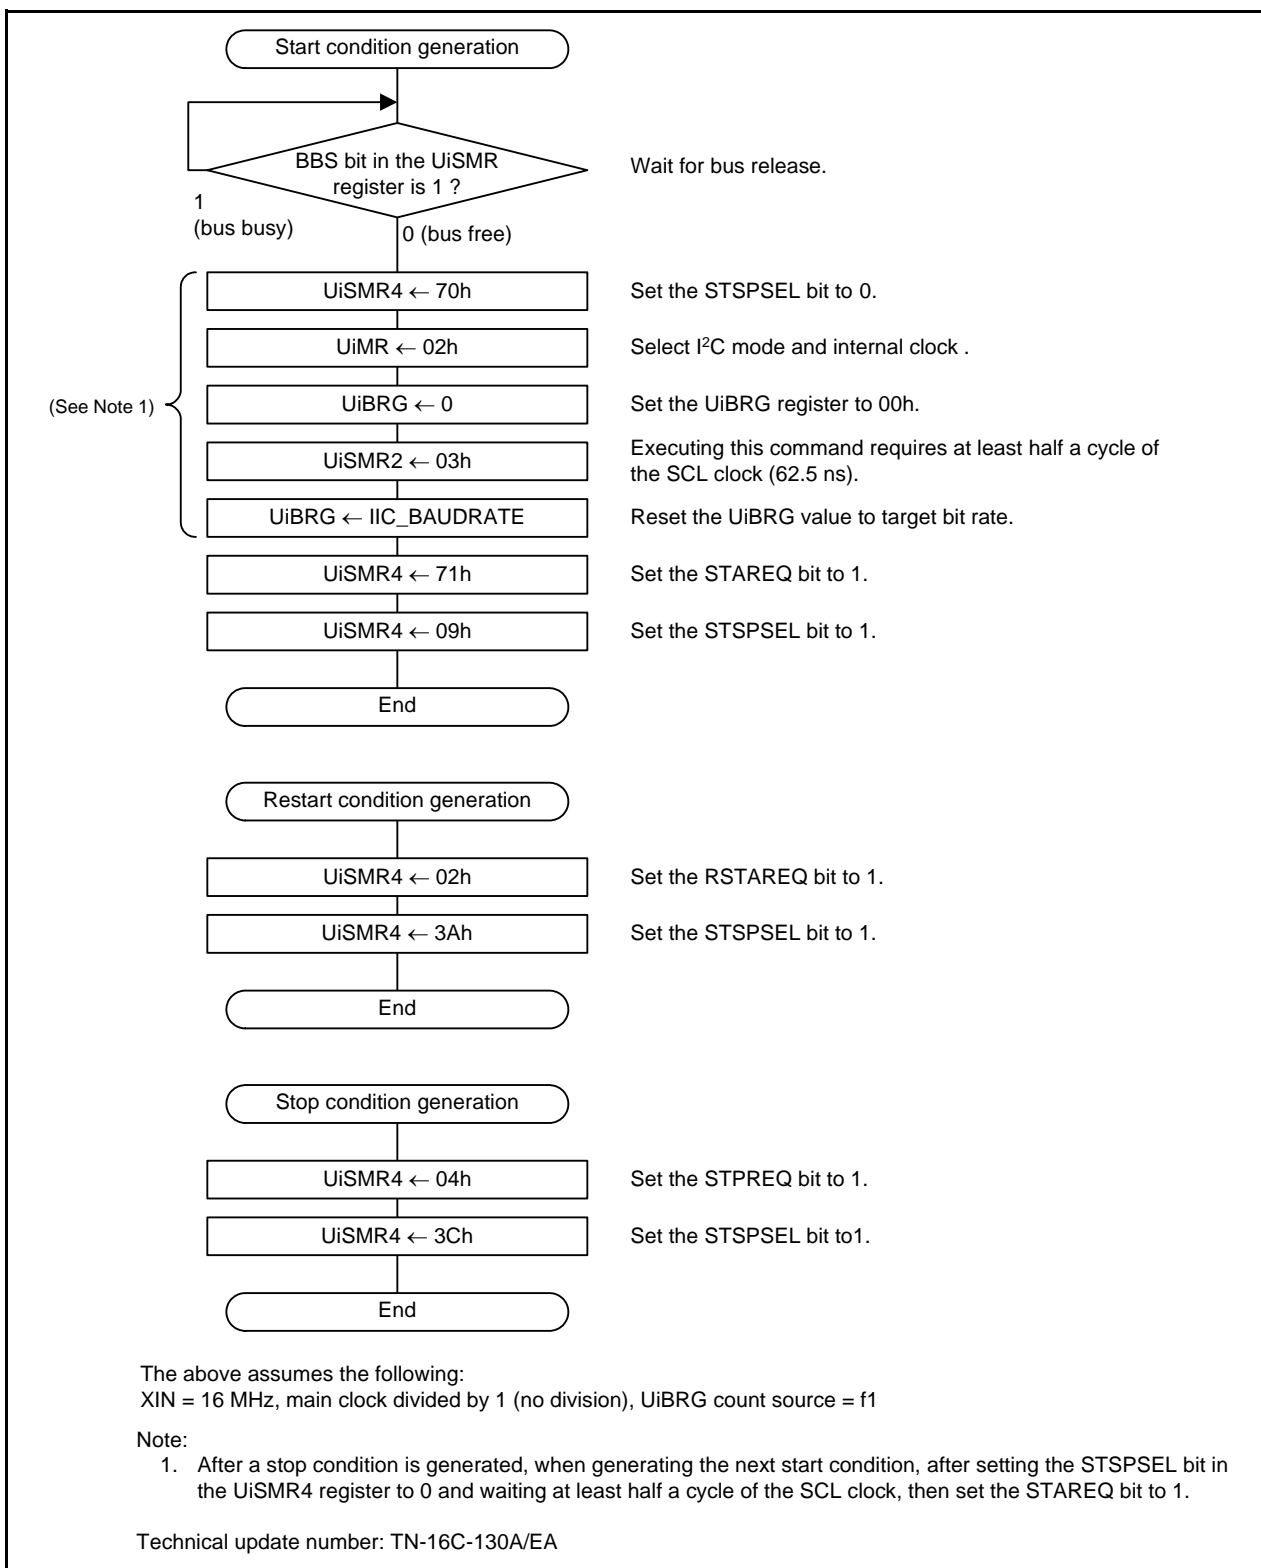 Start condition generation
BBS bit in the UiSMR
register is 1 ?
Wait for bus release.
1
(bus busy)
0 (bus free)
UiSMR4 ← 70h
Set the STSPSEL bit to 0.
UiMR ← 02h
Select I²C mode and internal clock .
(See Note 1)
UiBRG ← 0
Set the UiBRG register to 00h.
UiSMR2 ← 03h
Executing this command requires at least half a cycle of
the SCL clock (62.5 ns).
UiBRG ← IIC_BAUDRATE
Reset the UiBRG value to target bit rate.
UiSMR4 ← 71h
Set the STAREQ bit to 1.
UiSMR4 ← 09h
Set the STSPSEL bit to 1.
End
Restart condition generation
UiSMR4 ← 02h
Set the RSTAREQ bit to 1.
UiSMR4 ← 3Ah
Set the STSPSEL bit to 1.
End
Stop condition generation
UiSMR4 ← 04h
Set the STPREQ bit to 1.
UiSMR4 ← 3Ch
Set the STSPSEL bit to1.
End
The above assumes the following:
XIN = 16 MHz, main clock divided by 1 (no division), UiBRG count source = f1
Note:
1. After a stop condition is generated, when generating the next start condition, after setting the STSPSEL bit in
the UiSMR4 register to 0 and waiting at least half a cycle of the SCL clock, then set the STAREQ bit to 1.
Technical update number: TN-16C-130A/EA